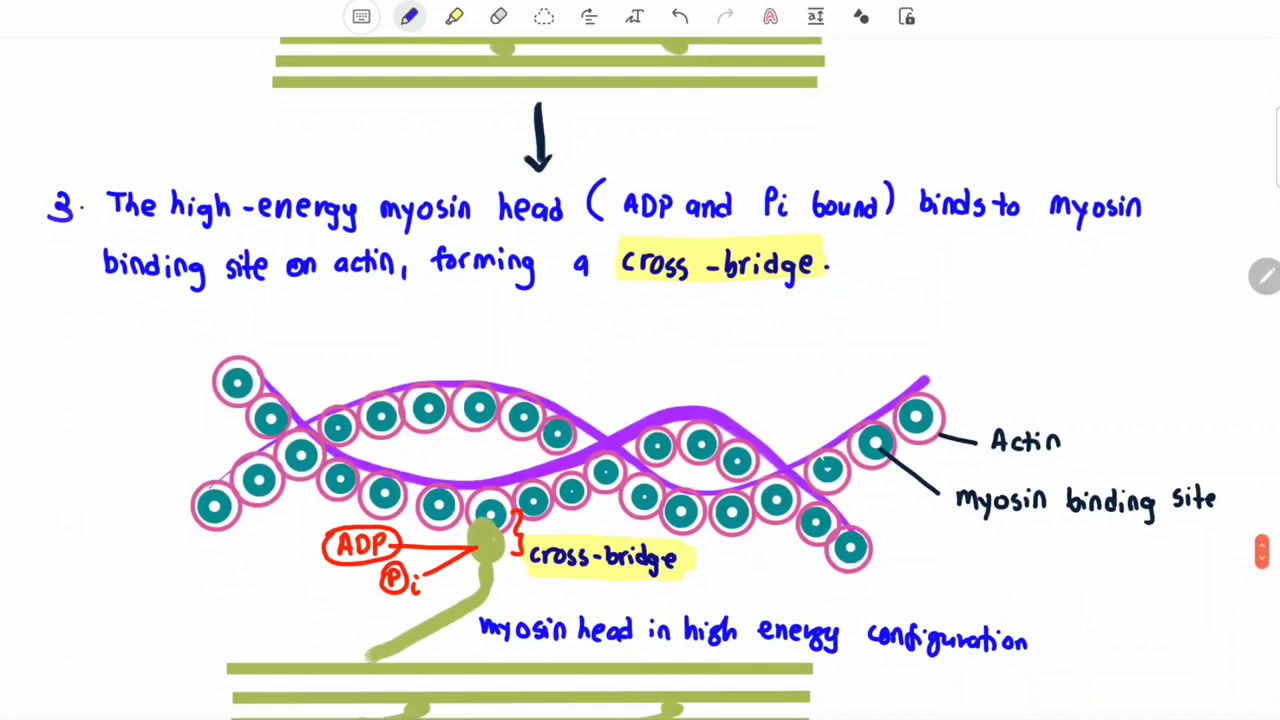 3. The high-energy myosin head ( ADP and Pi bound) binds to myosin
binding site on actin, forming a cross-bridge.
Actin
myosin binding site
ADP
Pi
cross-bridge
myosin head in high energy configuration